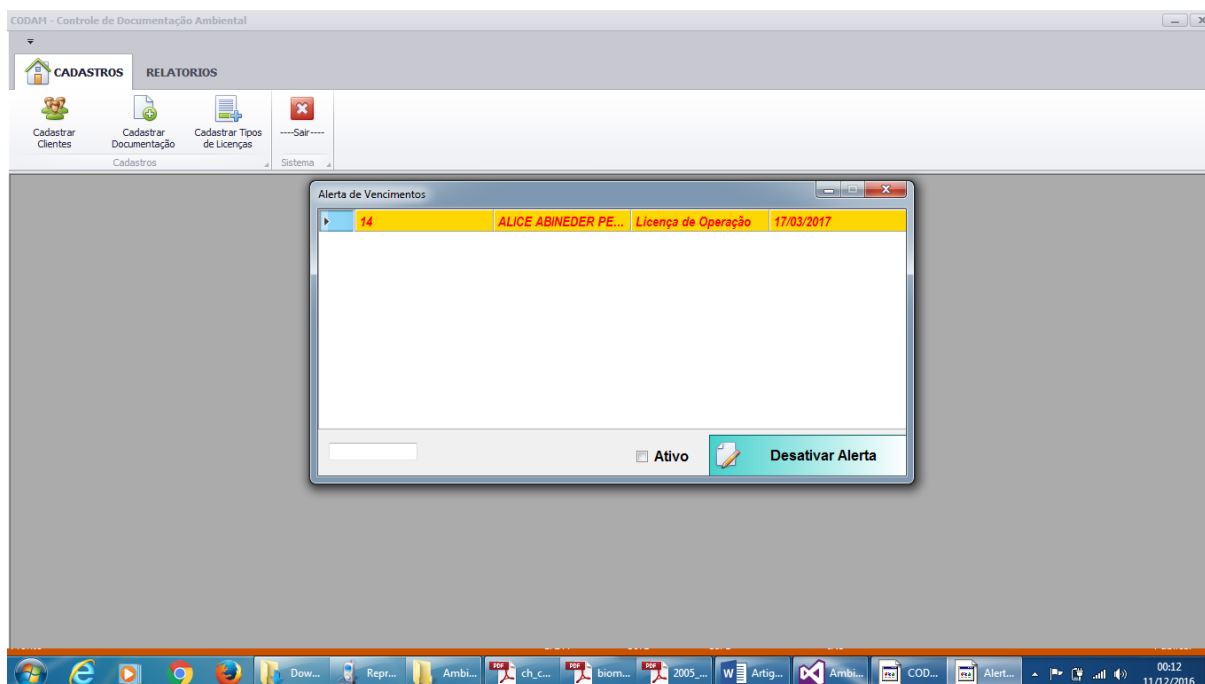 CODAM - Controle de Documentação Ambiental
CADASTROS RELATORIOS
Cadastrar Clientes
Cadastrar Documentação
Cadastrar Tipos de Licenças
----Sair----
Cadastros
Sistema
Alerta de Vencimentos
14 ALICE ABINEDER PE... Licença de Operação 17/03/2017
Ativo
Desativar Alerta
Dow... Repr... Ambi... ch_c... biom... 2005_... Artig... Ambi... COD... Alert... 00:12
11/12/2016